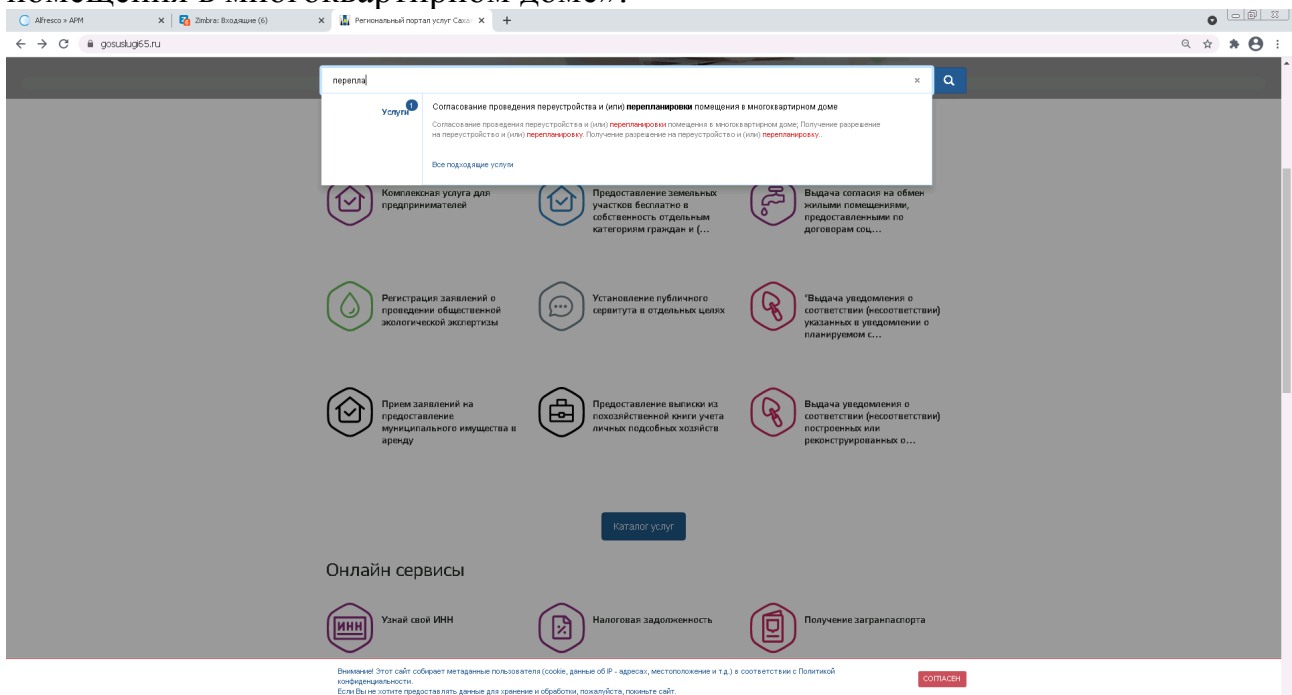 помещения в многоквартирном доме».
Alfresco » АРМ
Zimbra: Входящие (6)
Региональный портал услуг Саха
gosuslugi65.ru
перепла
Услуги 1
Согласование проведения переустройства и (или) перепланировки помещения в многоквартирном доме
Согласование проведения переустройства и (или) перепланировки помещения в многоквартирном доме; Получение разрешение
на переустройство и (или) перепланировку. Получение разрешение на переустройство и (или) перепланировку..
Все подходящие услуги
Комплексная услуга для
предпринимателей
Предоставление земельных
участков бесплатно в
собственность отдельным
категориям граждан и (...
Выдача согласия на обмен
жилыми помещениями,
предоставленными по
договорам соц...
Регистрация заявлений о
проведении общественной
экологической экспертизы
Установление публичного
сервитута в отдельных целях
"Выдача уведомления о
соответствии (несоответствии)
указанных в уведомлении о
планируемом с...
Прием заявлений на
предоставление
муниципального имущества в
аренду
Предоставление выписки из
похозяйственной книги учета
личных подсобных хозяйств
Выдача уведомления о
соответствии (несоответствии)
построенных или
реконструированных о...
Каталог услуг
Онлайн сервисы
ИНН
Узнай свой ИНН
Налоговая задолженность
Получение загранпаспорта
Внимание! Этот сайт собирает метаданные пользователя (cookie, данные об IP - адресах, местоположение и т.д.) в соответствии с Политикой
конфиденциальности.
Если Вы не хотите предоставлять данные для хранение и обработки, пожалуйста, покиньте сайт.
СОГЛАСЕН